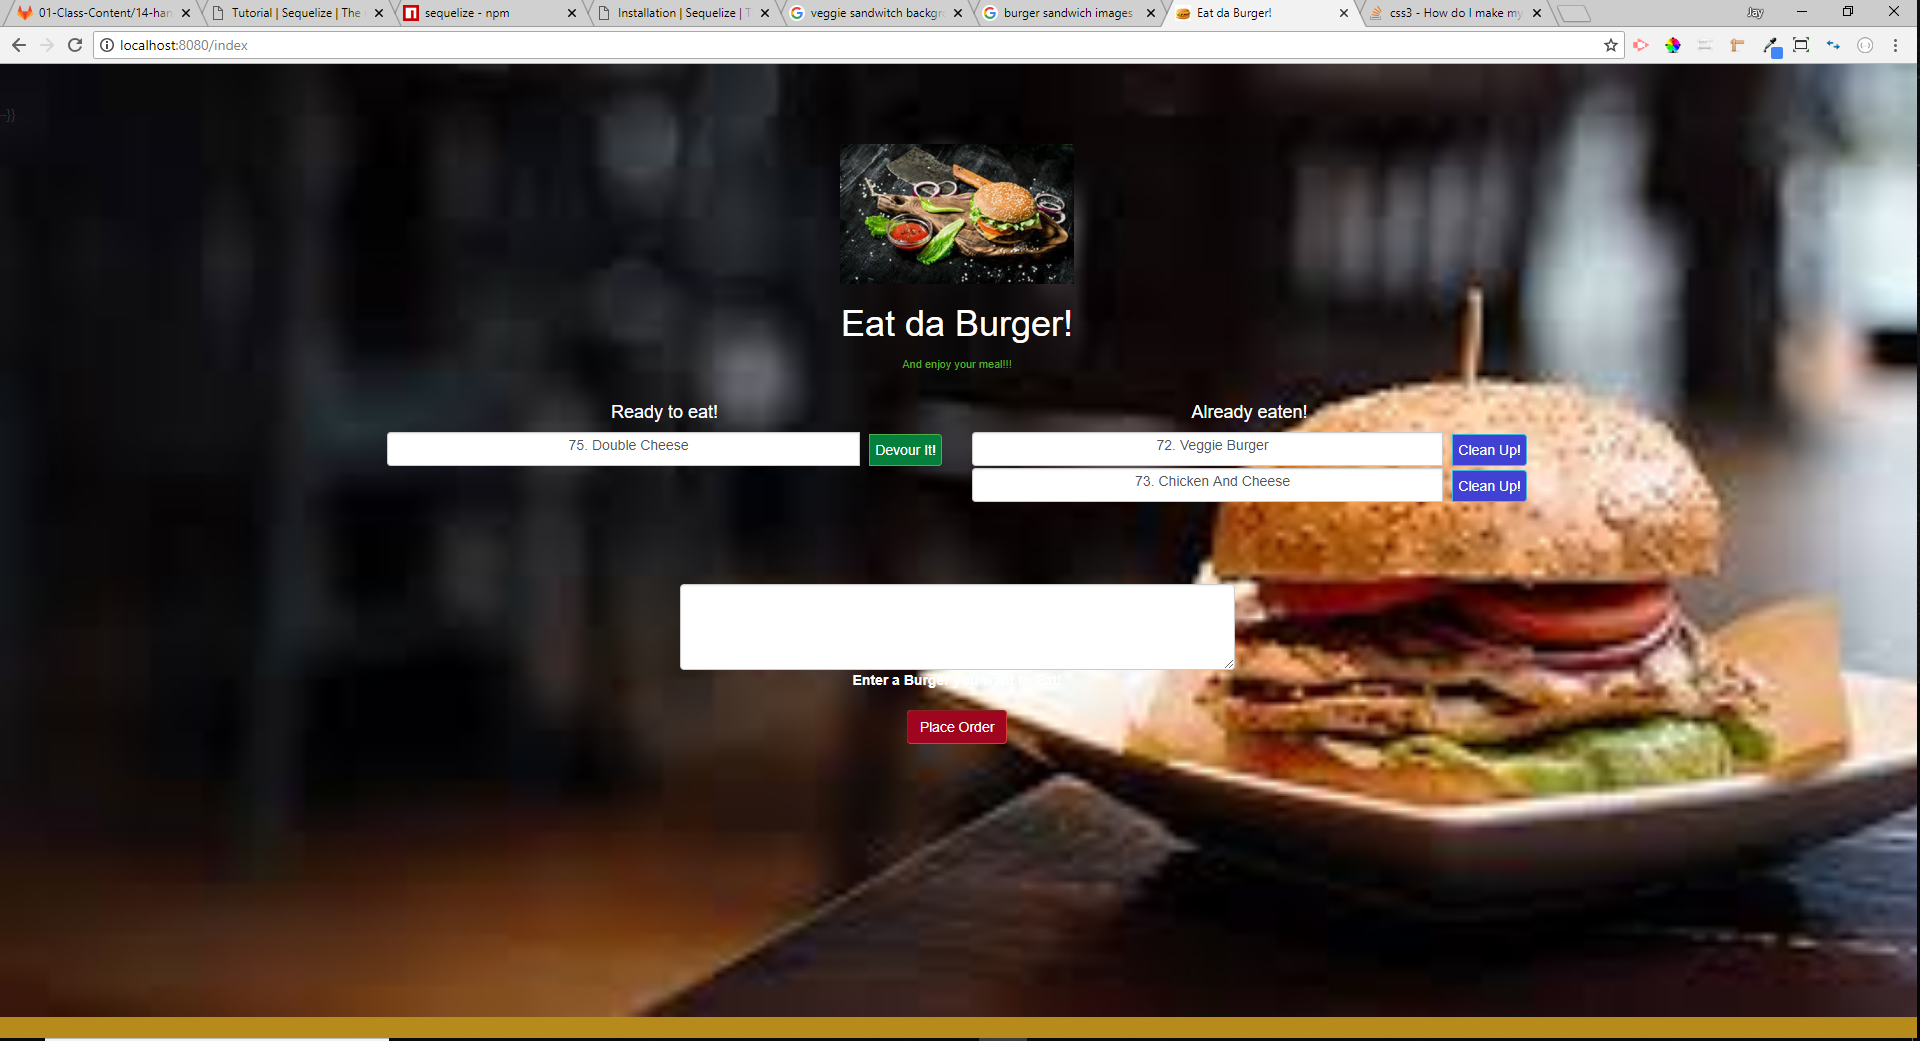 01-Class-Content/14-han
Tutorial | Sequelize | The
sequelize - npm
Installation | Sequelize | T
veggie sandwitch backgr
burger sandwich images
Eat da Burger!
css3 - How do I make my
Jay
localhost:8080/index
--}}
Eat da Burger!
And enjoy your meal!!!
Ready to eat!
75. Double Cheese
Devour It!
Already eaten!
72. Veggie Burger
Clean Up!
73. Chicken And Cheese
Clean Up!
Enter a Burger
Place Order